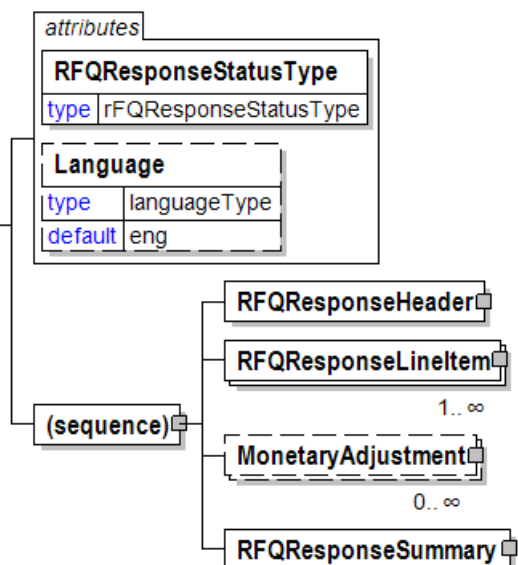 attributes
RFQResponseStatusType
type rFQResponseStatusType
Language
type languageType
default eng
RFQResponseHeader
RFQResponseLineItem
1.. ∞
(sequence)
MonetaryAdjustment
0.. ∞
RFQResponseSummary